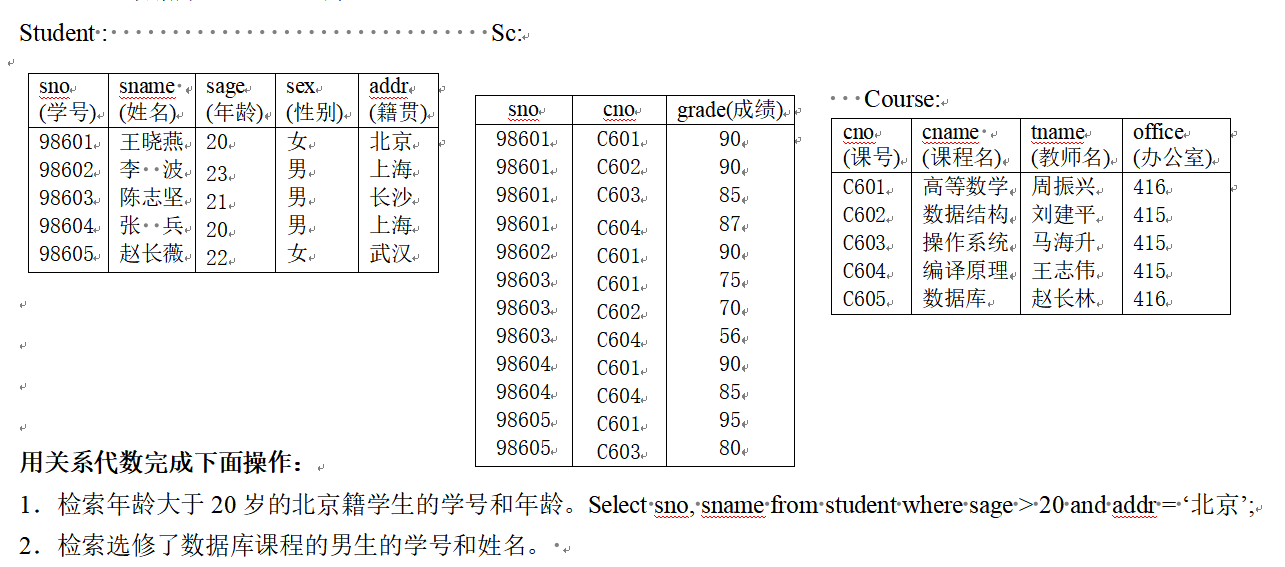 Student : Sc:
Course:
sno sname sage sex addr
(学号) (姓名) (年龄) (性别) (籍贯)
98601 王晓燕 20 女 北京
98602 李 波 23 男 上海
98603 陈志坚 21 男 长沙
98604 张 兵 20 男 上海
98605 赵长薇 22 女 武汉
sno cno grade(成绩)
98601 C601 90
98601 C602 90
98601 C603 85
98601 C604 87
98602 C601 90
98603 C601 75
98603 C602 70
98603 C604 56
98604 C601 90
98604 C604 85
98605 C601 95
98605 C603 80
cno cname tname office
(课号) (课程名) (教师名) (办公室)
C601 高等数学 周振兴 416
C602 数据结构 刘建平 415
C603 操作系统 马海升 415
C604 编译原理 王志伟 415
C605 数据库 赵长林 416
用关系代数完成下面操作：
1．检索年龄大于 20 岁的北京籍学生的学号和年龄。Select sno, sname from student where sage > 20 and addr = ‘北京’;
2．检索选修了数据库课程的男生的学号和姓名。